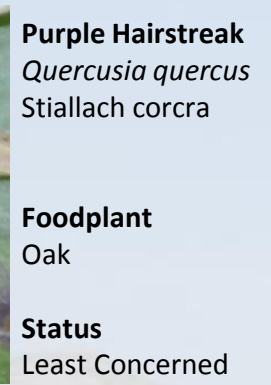 Purple Hairstreak
Quercusia quercus
Stiallach corcra
Foodplant
Oak
Status
Least Concerned